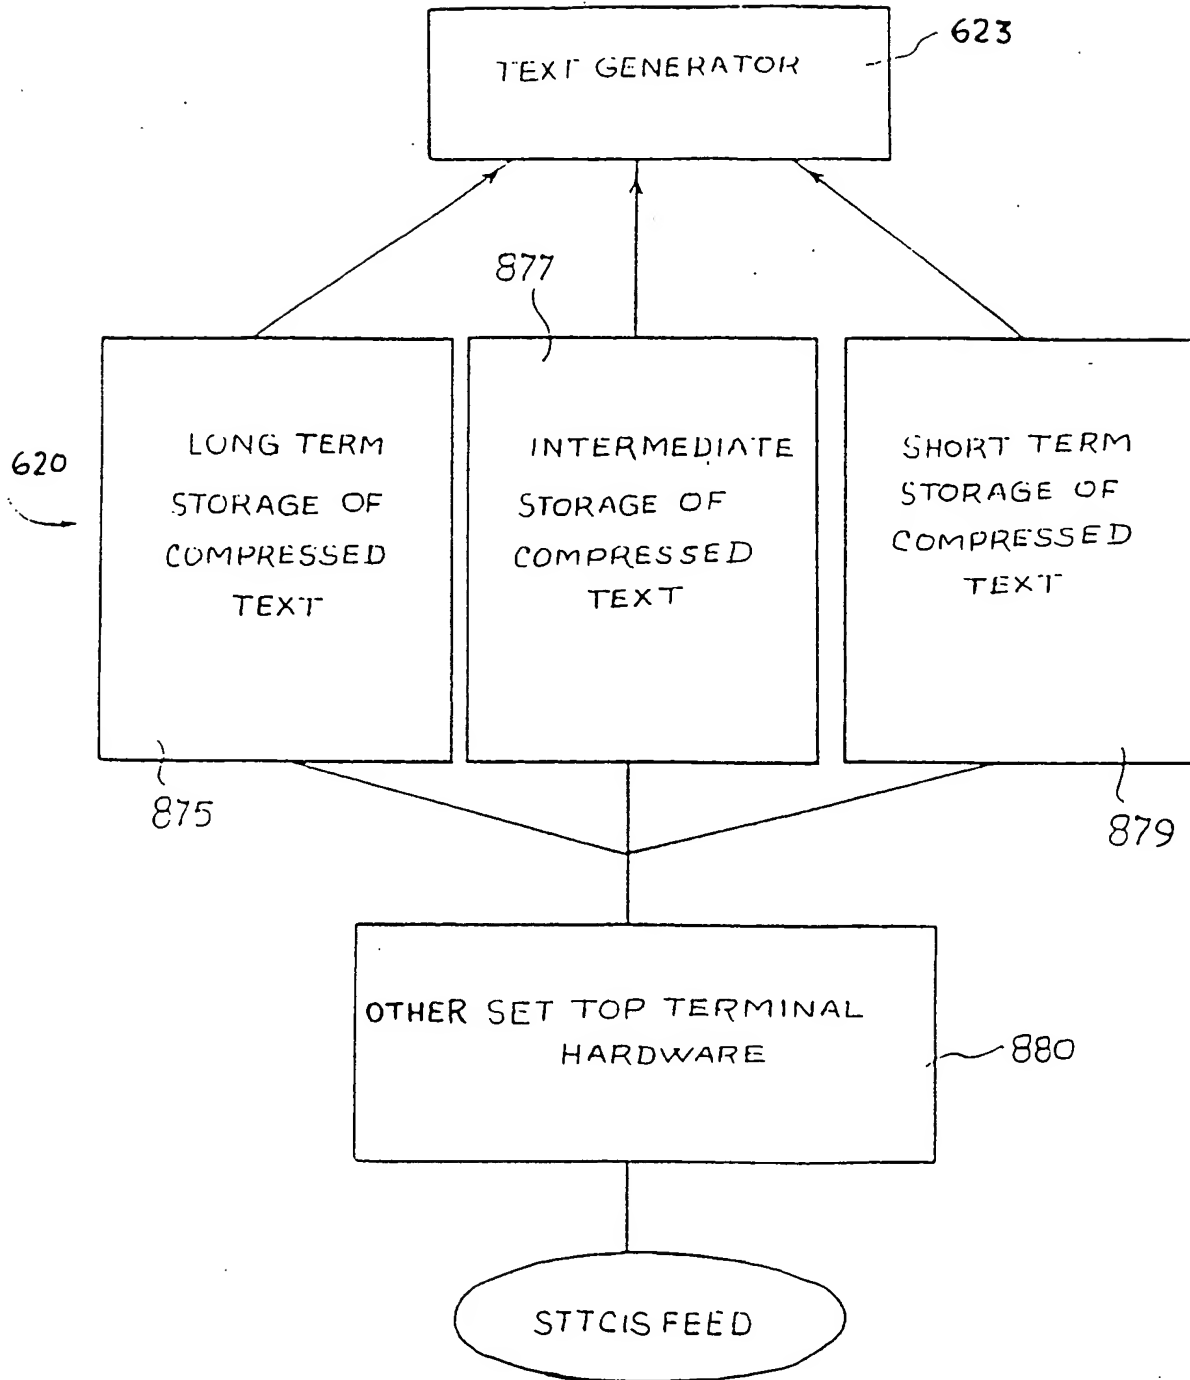 623
TEXT GENERATOR
877
620
LONG TERM
STORAGE OF
COMPRESSED
TEXT
INTERMEDIATE
STORAGE OF
COMPRESSED
TEXT
SHORT TERM
STORAGE OF
COMPRESSED
TEXT
875
879
OTHER SET TOP TERMINAL
HARDWARE
880
STTCIS FEED